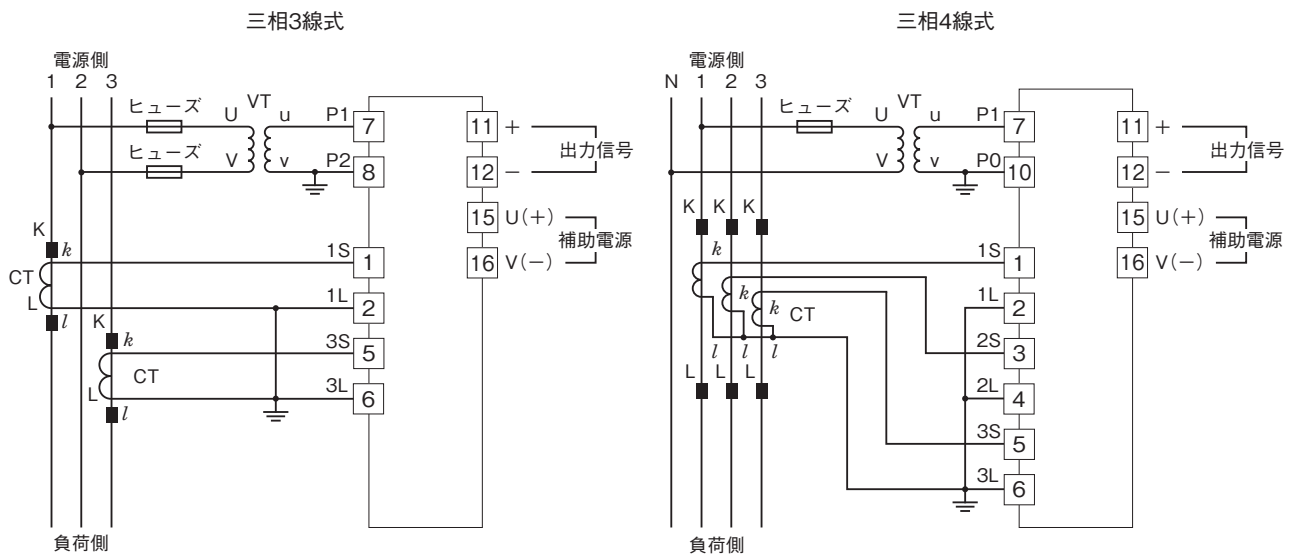 三相3線式
電源側
1 2 3
ヒューズ U VT u P1 7 11 +
出力信号
ヒューズ V v P2 8 12 −
15 U(+)
補助電源
16 V(−)
K k 1S 1
CT
L l 1L 2
K k 3S 5
CT
L l 3L 6
負荷側
三相4線式
電源側
N 1 2 3
ヒューズ U VT u P1 7 11 +
出力信号
V v P0 10 12 −
K K K 15 U(+)
補助電源
k 1S 1 16 V(−)
k k CT 1L 2
l l l 2S 3
L L L 2L 4
3S 5
3L 6
負荷側